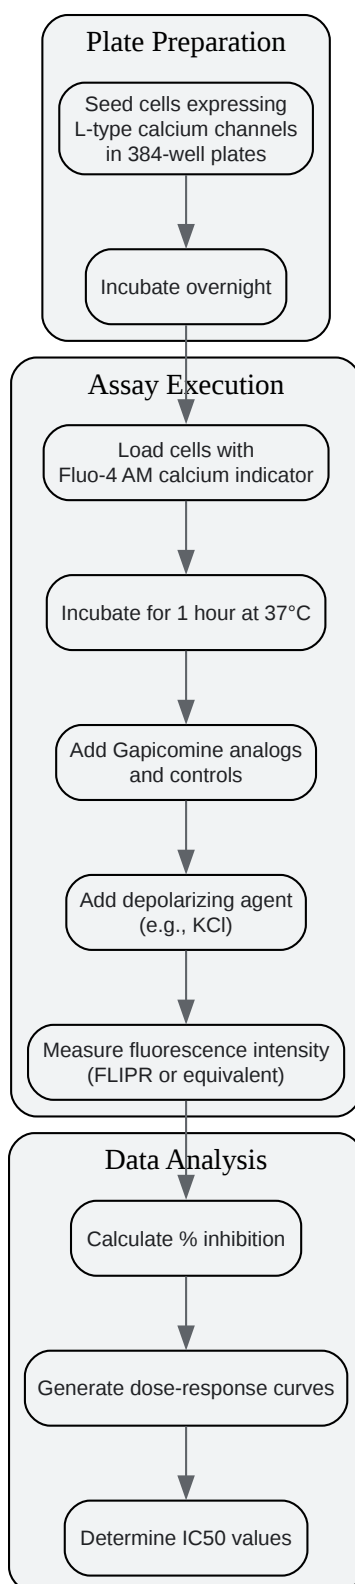 Plate Preparation
Seed cells expressing
L-type calcium channels
in 384-well plates
Incubate overnight
Assay Execution
Load cells with
Fluo-4 AM calcium indicator
Incubate for 1 hour at 37°C
Add Gapicomine analogs
and controls
Add depolarizing agent
(e.g., KCl)
Measure fluorescence intensity
(FLIPR or equivalent)
Data Analysis
Calculate % inhibition
Generate dose-response curves
Determine IC50 values